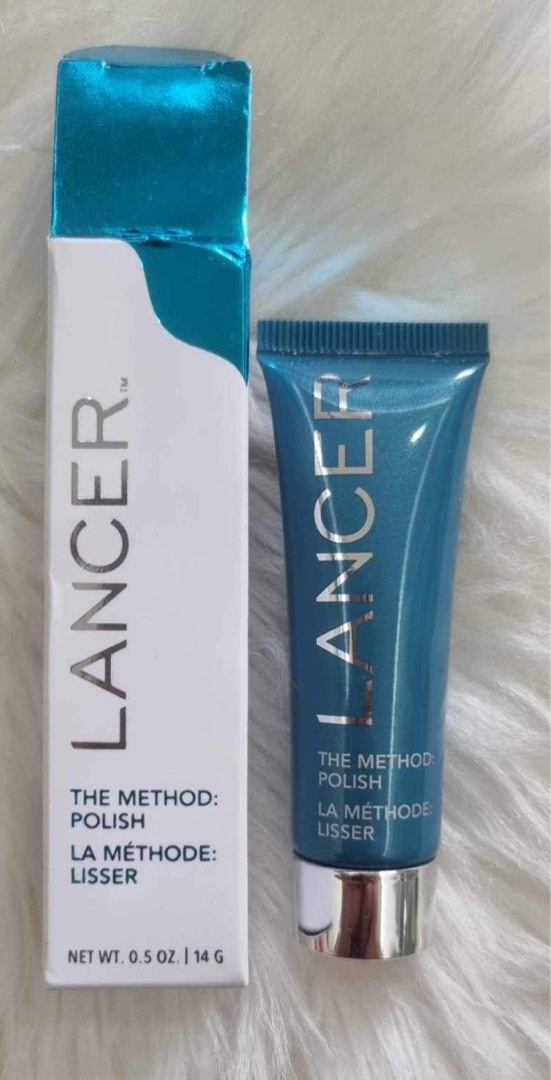 LANCER™
THE METHOD:
POLISH
LA MÉTHODE:
LISSER
NET WT. 0.5 OZ. | 14 G
LANCER
THE METHOD:
POLISH
LA MÉTHODE:
LISSER